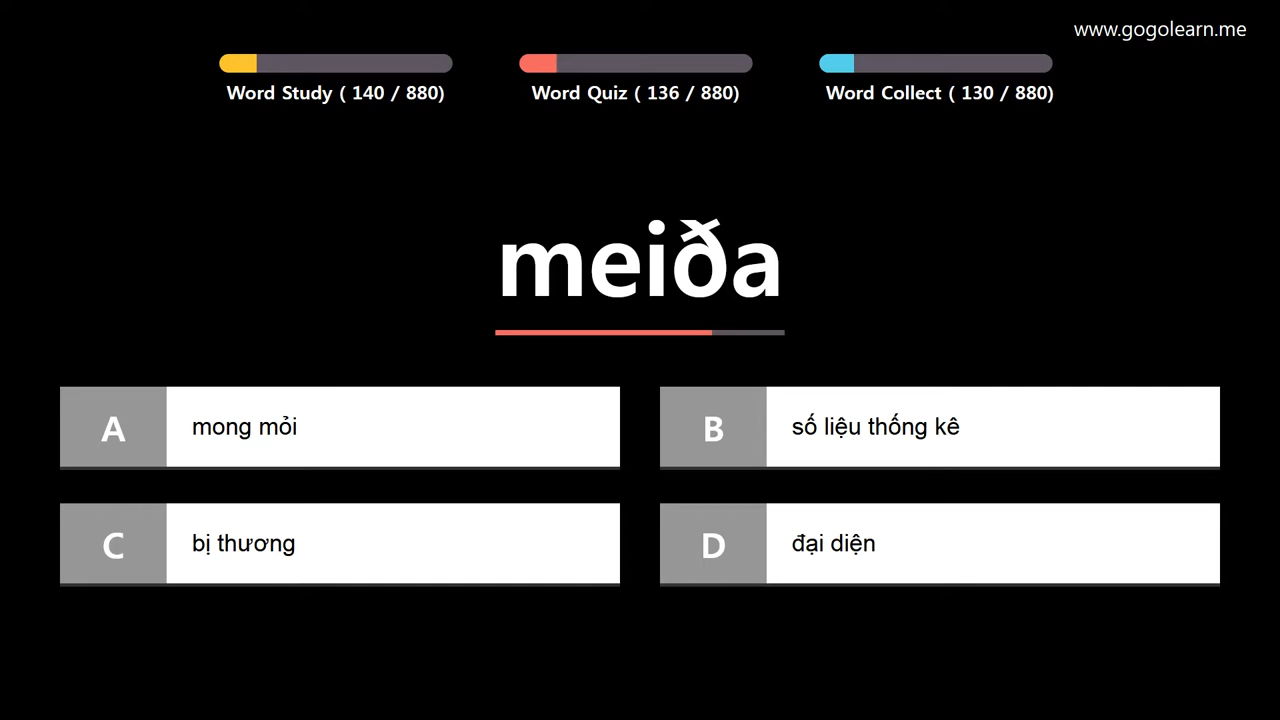 www.gogolearn.me
Word Study ( 140 / 880)
Word Quiz ( 136 / 880)
Word Collect ( 130 / 880)
meiða
A mong mỏi
B số liệu thống kê
C bị thương
D đại diện